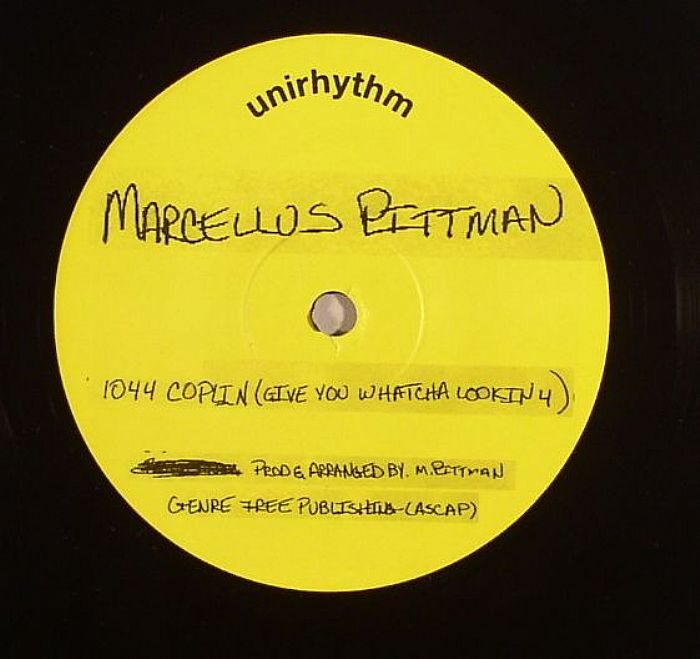 unirhythm
MARCELLUS PITTMAN
1044 COPLIN (GIVE YOU WHATCHA LOOKIN 4)
PROD & ARRANGED BY. M. PITTMAN
GENRE FREE PUBLISHING (ASCAP)